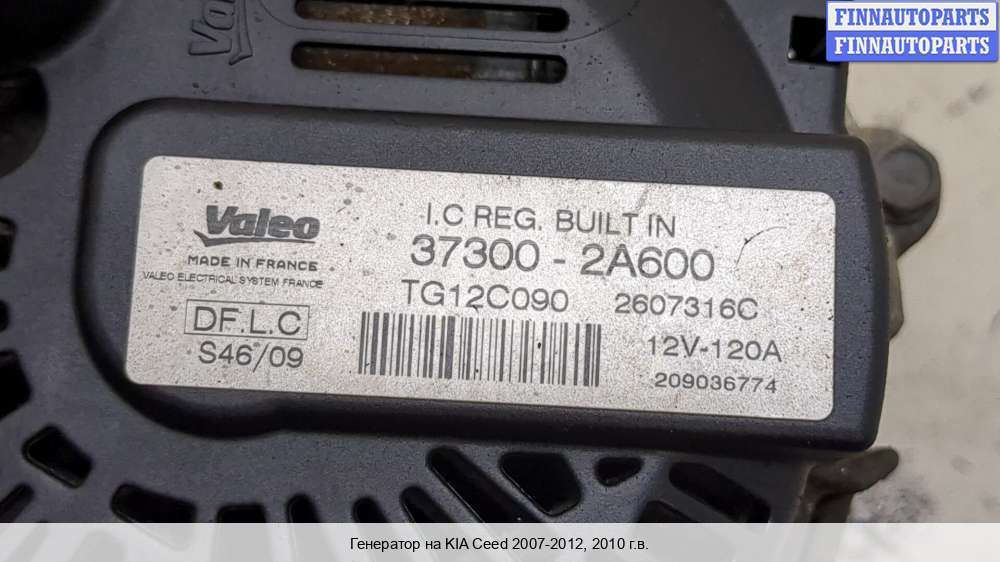 FINNAUTOPARTS
FINNAUTOPARTS
Valeo
Valeo
I.C REG. BUILT IN
MADE IN FRANCE
37300 - 2A600
VALEO ELECTRICAL SYSTEM FRANCE
TG12C090 2607316C
DF.L.C
S46/09
12V-120A
209036774
Генератор на KIA Ceed 2007-2012, 2010 г.в.